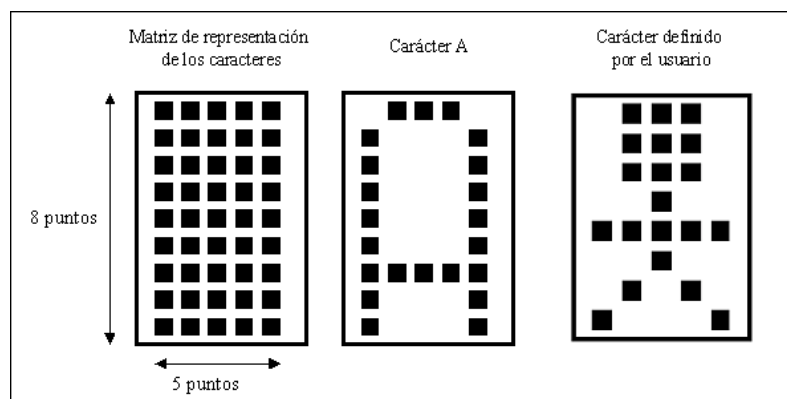 Matriz de representación
de los caracteres
Carácter A
Carácter definido
por el usuario
8 puntos
5 puntos